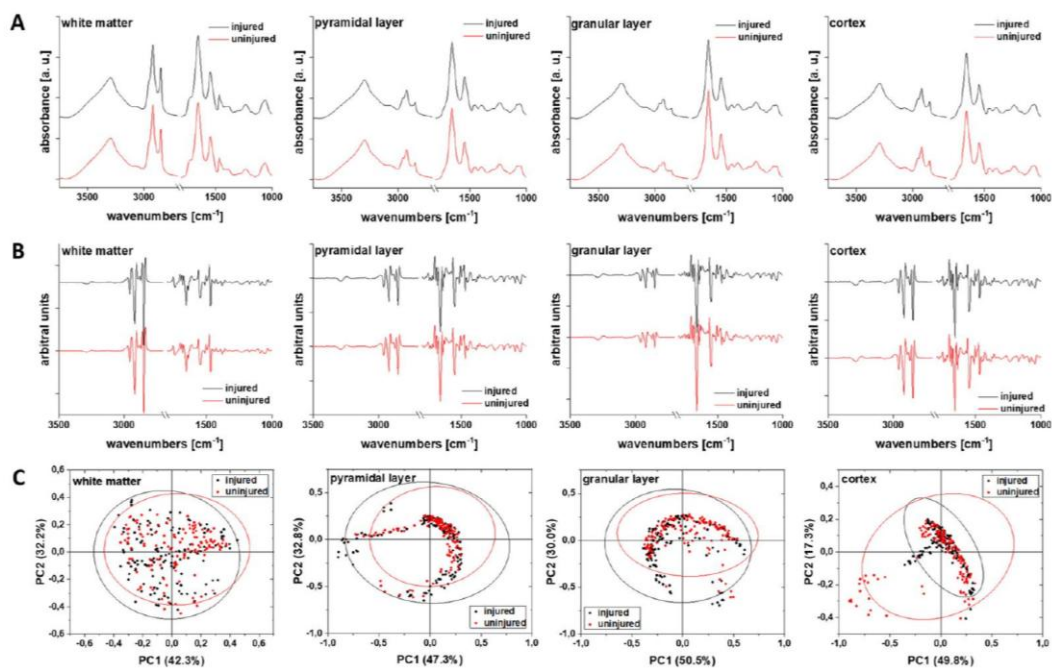 A
white matter
injured
uninjured
absorbance [a. u.]
3500 3000 1500 1000
wavenumbers [cm⁻¹]
pyramidal layer
injured
uninjured
absorbance [a. u.]
3500 3000 1500 1000
wavenumbers [cm⁻¹]
granular layer
injured
uninjured
absorbance [a. u.]
3500 3000 1500 1000
wavenumbers [cm⁻¹]
cortex
injured
uninjured
absorbance [a. u.]
3500 3000 1500 1000
wavenumbers [cm⁻¹]
B
white matter
arbitral units
injured
uninjured
3500 3000 1500 1000
wavenumbers [cm⁻¹]
pyramidal layer
arbitral units
injured
uninjured
3500 3000 1500 1000
wavenumbers [cm⁻¹]
granular layer
arbitral units
injured
uninjured
3500 3000 1500 1000
wavenumbers [cm⁻¹]
cortex
arbitral units
injured
uninjured
3500 3000 1500 1000
wavenumbers [cm⁻¹]
C
white matter
injured
uninjured
PC2 (32.2%)
0,6
0,4
0,2
0,0
-0,2
-0,4
-0,6
-0,6 -0,4 -0,2 0,0 0,2 0,4 0,6
PC1 (42.3%)
pyramidal layer
injured
uninjured
PC2 (32.8%)
0,5
0,0
-0,5
-1,0
-1,0 -0,5 0,0 0,5 1,0
PC1 (47.3%)
granular layer
injured
uninjured
PC2 (30.0%)
0,5
0,0
-0,5
-1,0
-1,0 -0,5 0,0 0,5 1,0
PC1 (50.5%)
cortex
injured
uninjured
PC2 (17.3%)
0,4
0,2
0,0
-0,2
-0,4
-1,0 -0,5 0,0 0,5 1,0
PC1 (49.8%)